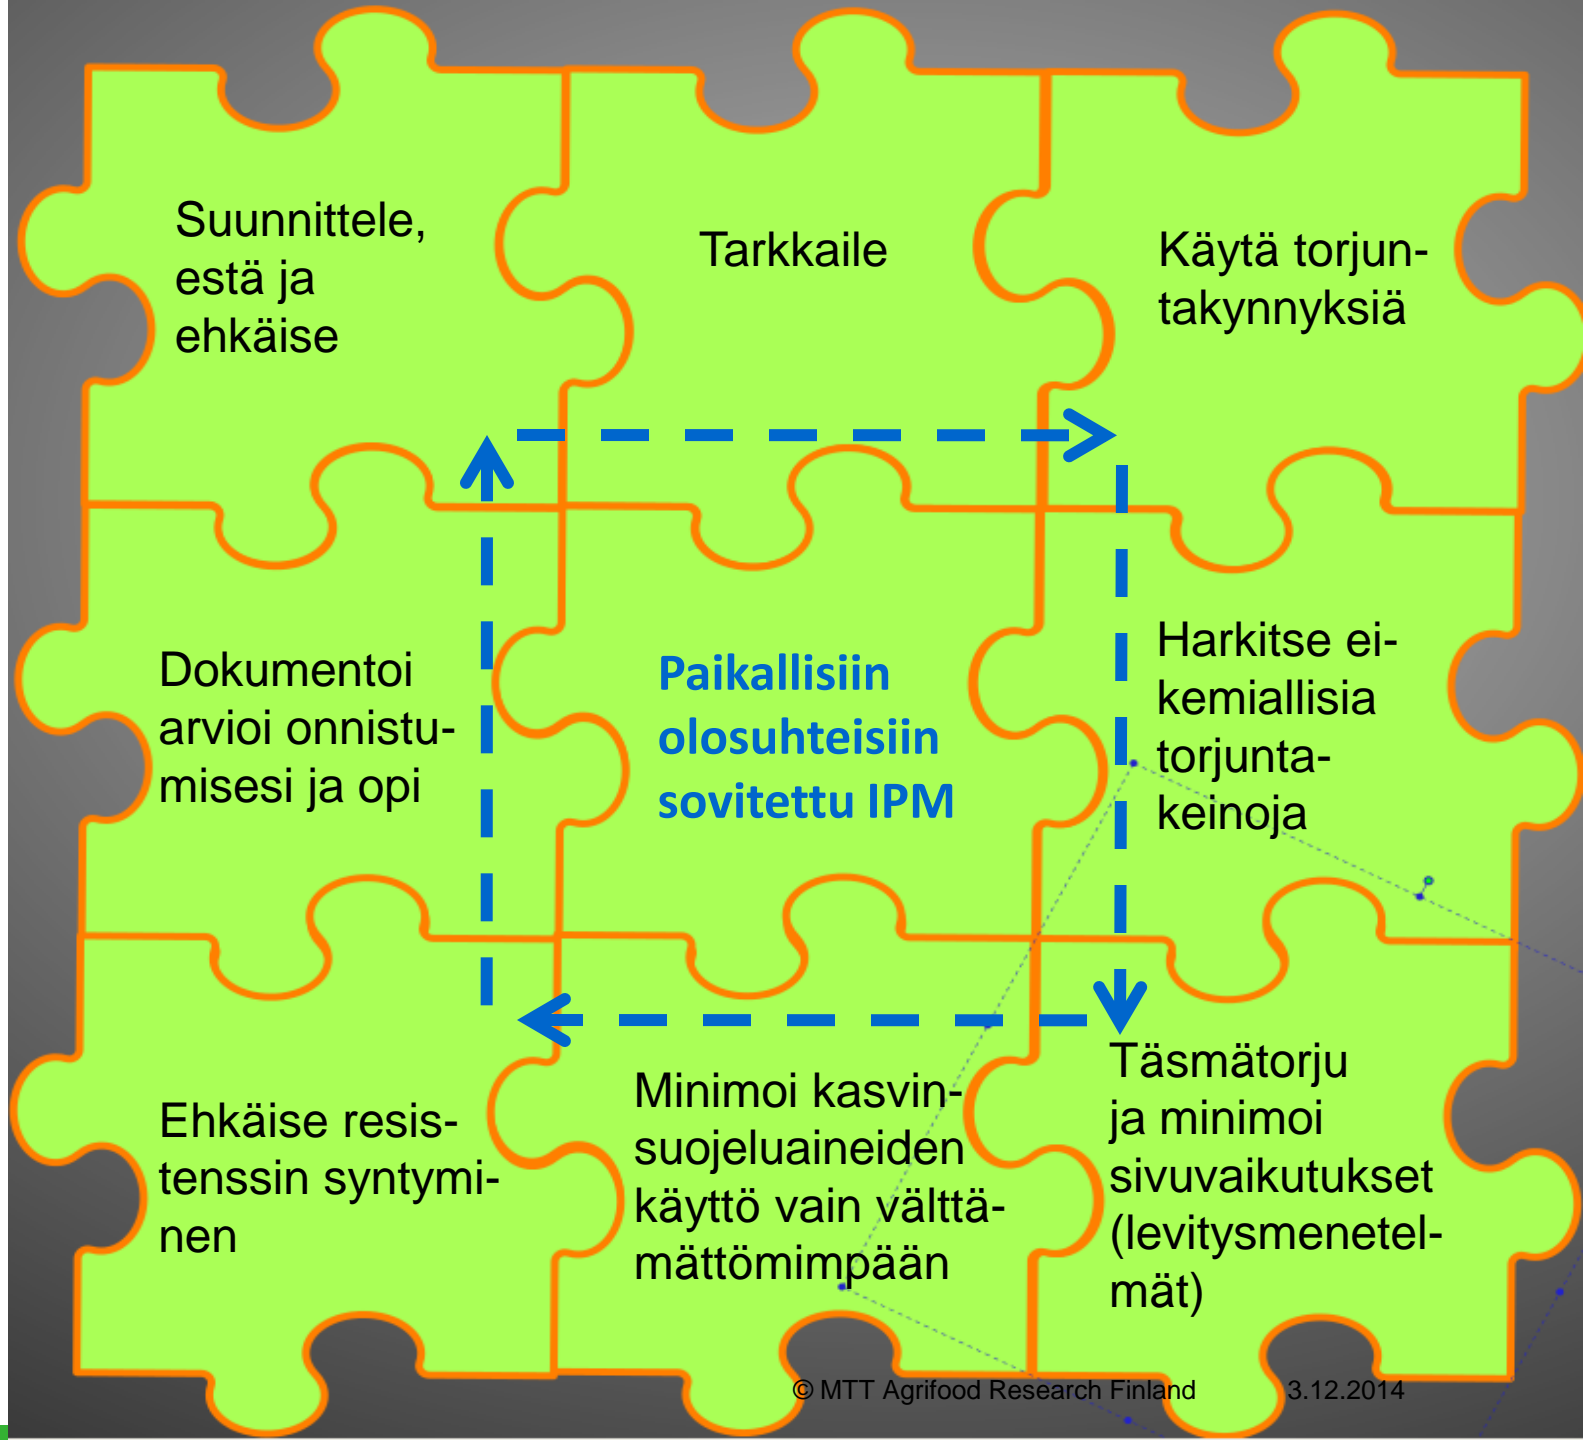 Suunnittele,
estä ja
ehkäise
Tarkkaile
Käytä torjun-
takynnyksiä
Dokumentoi
arvioi onnistu-
misesi ja opi
Paikallisiin
olosuhteisiin
sovitettu IPM
Harkitse ei-
kemiallisia
torjunta-
keinoja
Ehkäise resis-
tenssin syntymi-
nen
Minimoi kasvin-
suojeluaineiden
käyttö vain välttä-
mättömimpään
Täsmätorju
ja minimoi
sivuvaikutukset
(levitysmenetel-
mät)
© MTT Agrifood Research Finland
3.12.2014